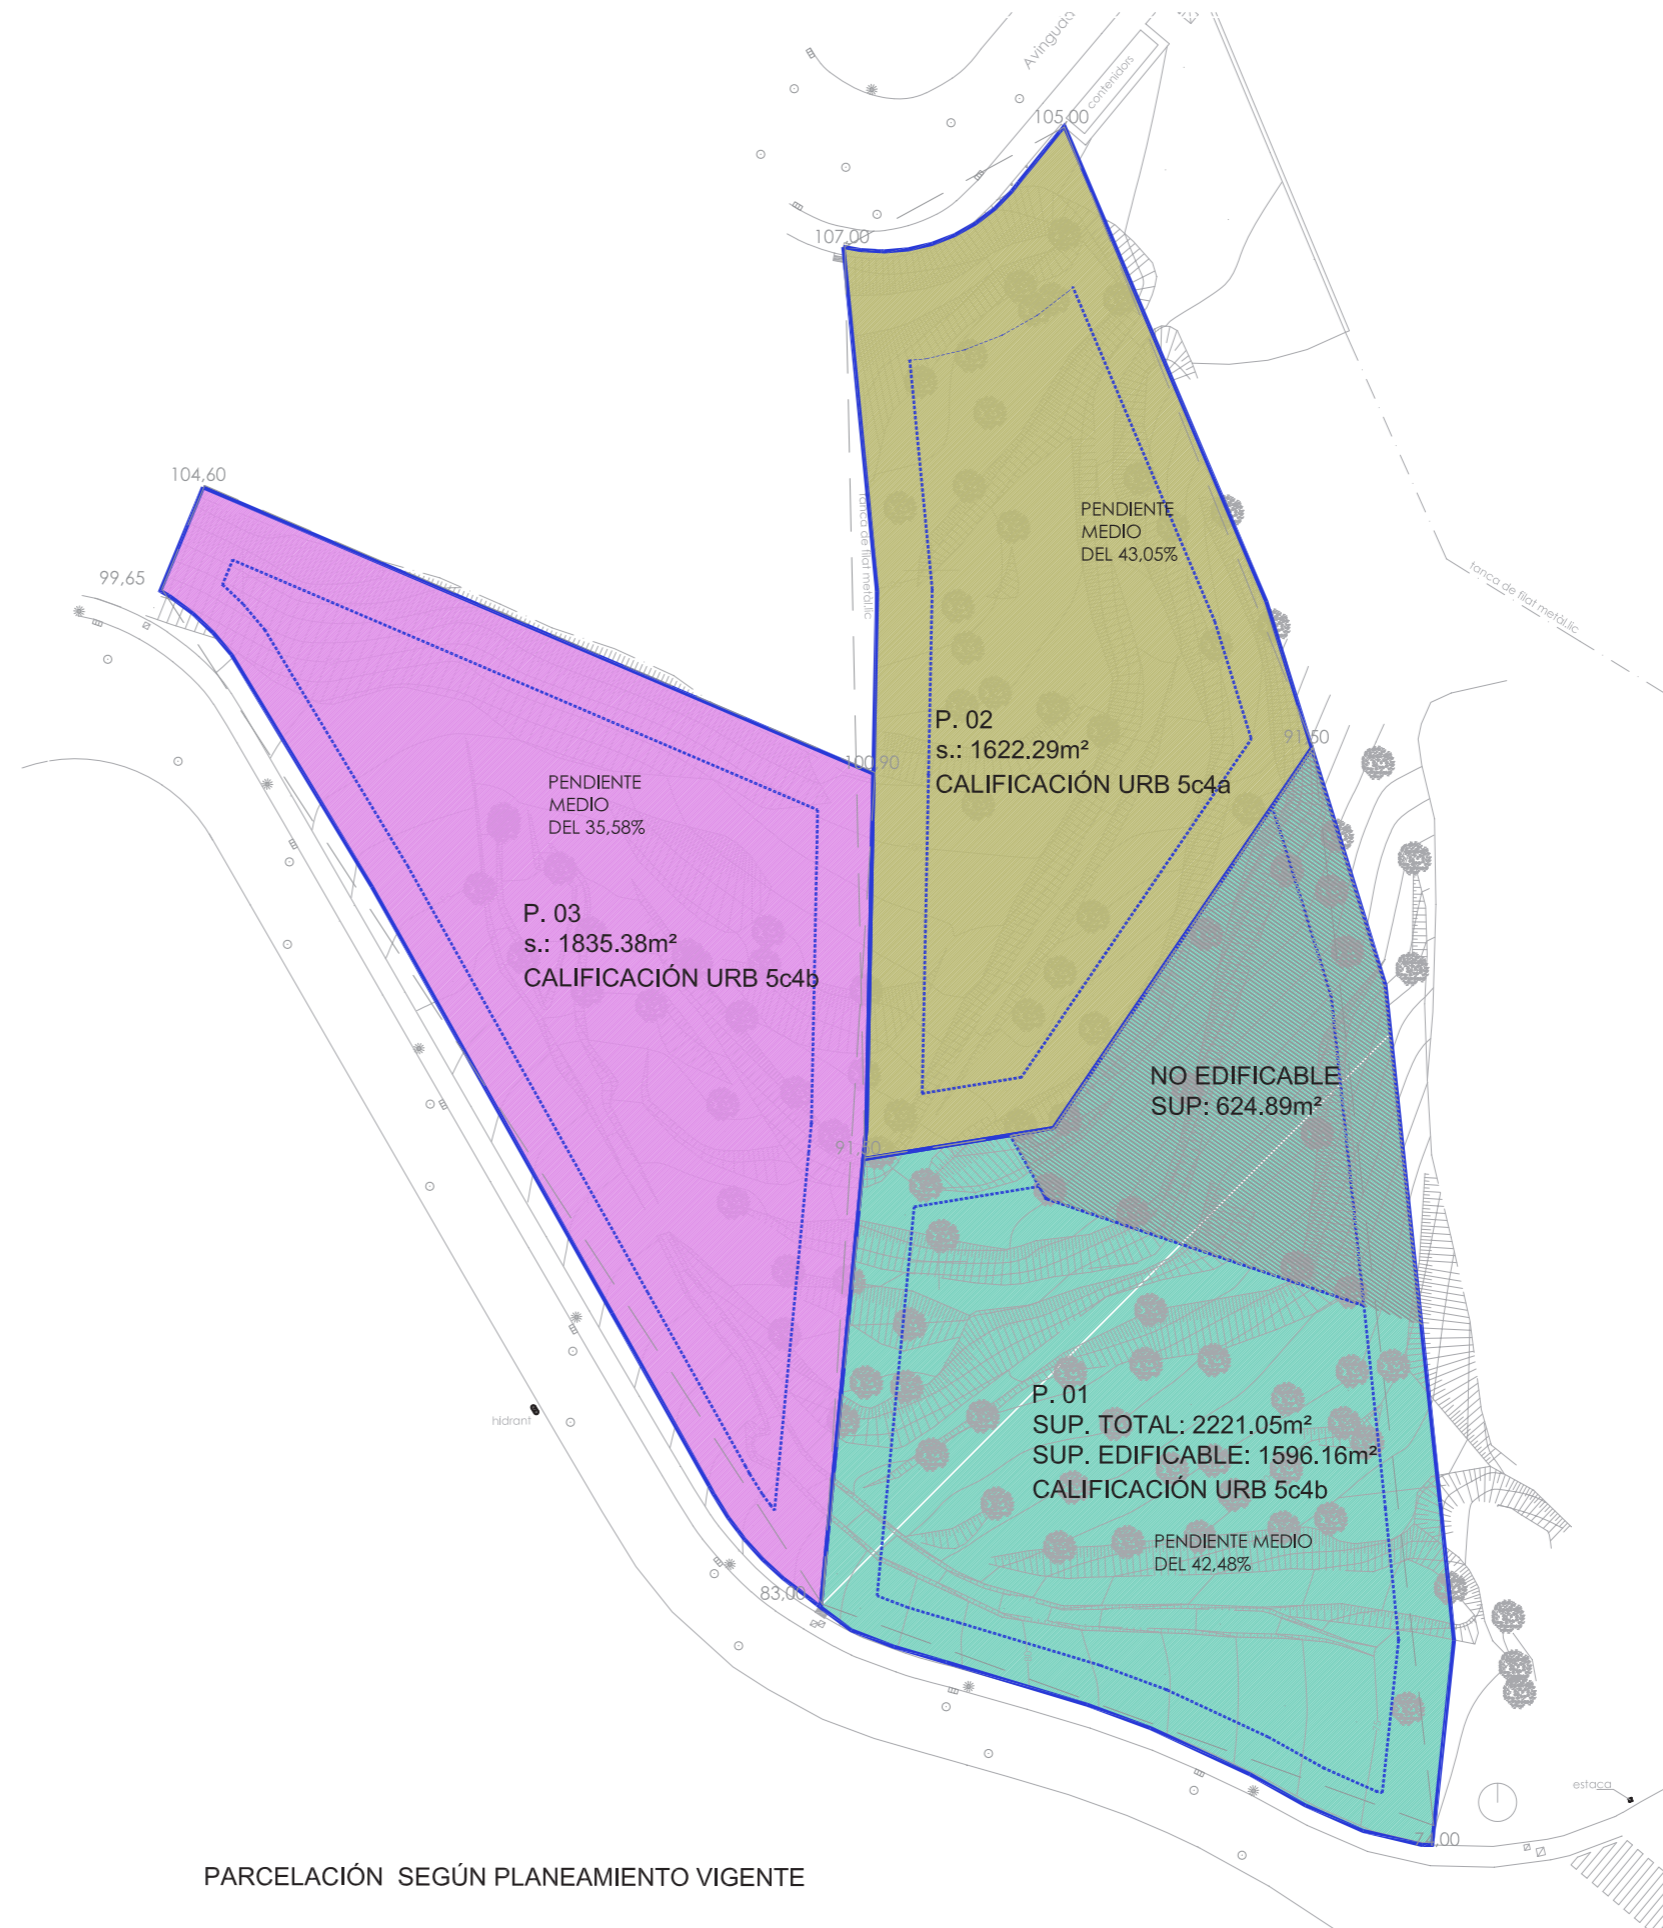 Avinguda
contenidors
105,00
107,00
104,60
99,65
tanca de filat metàl.lic
PENDIENTE
MEDIO
DEL 43,05%
tanca de filat metàl.lic
P. 02
s.: 1622.29m²
CALIFICACIÓN URB 5c4a
91,50
100,90
PENDIENTE
MEDIO
DEL 35,58%
P. 03
s.: 1835.38m²
CALIFICACIÓN URB 5c4b
NO EDIFICABLE
SUP: 624.89m²
91,50
P. 01
SUP. TOTAL: 2221.05m²
SUP. EDIFICABLE: 1596.16m²
CALIFICACIÓN URB 5c4b
hidrant
PENDIENTE MEDIO
DEL 42,48%
83,00
estaca
74,00
PARCELACIÓN SEGÚN PLANEAMIENTO VIGENTE